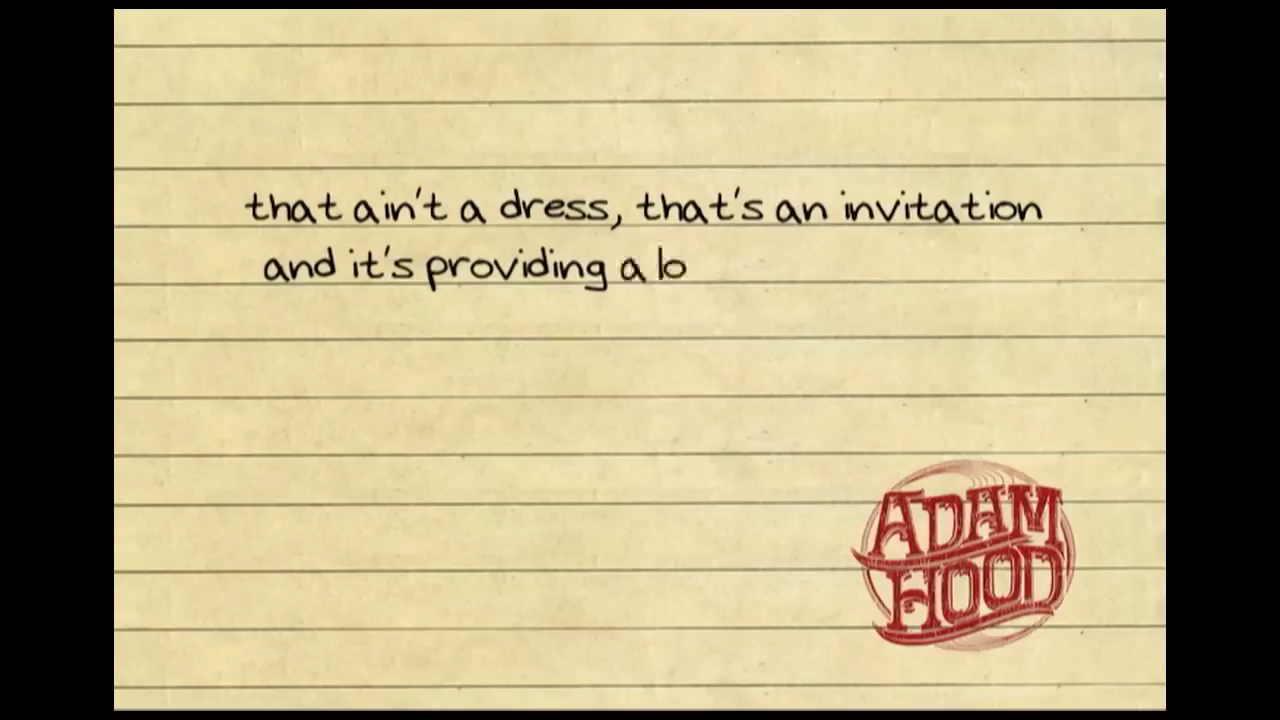 that ain't a dress, that's an invitation
and it's providing a lo
ADAM
HOOD